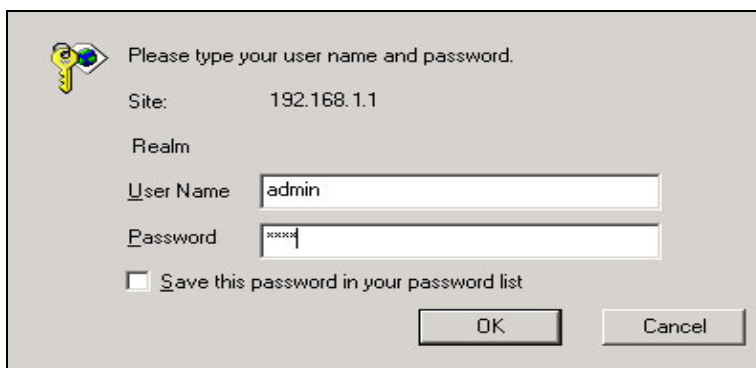 Please type your user name and password.
Site: 192.168.1.1
Realm
User Name admin
Password ****
Save this password in your password list
OK Cancel